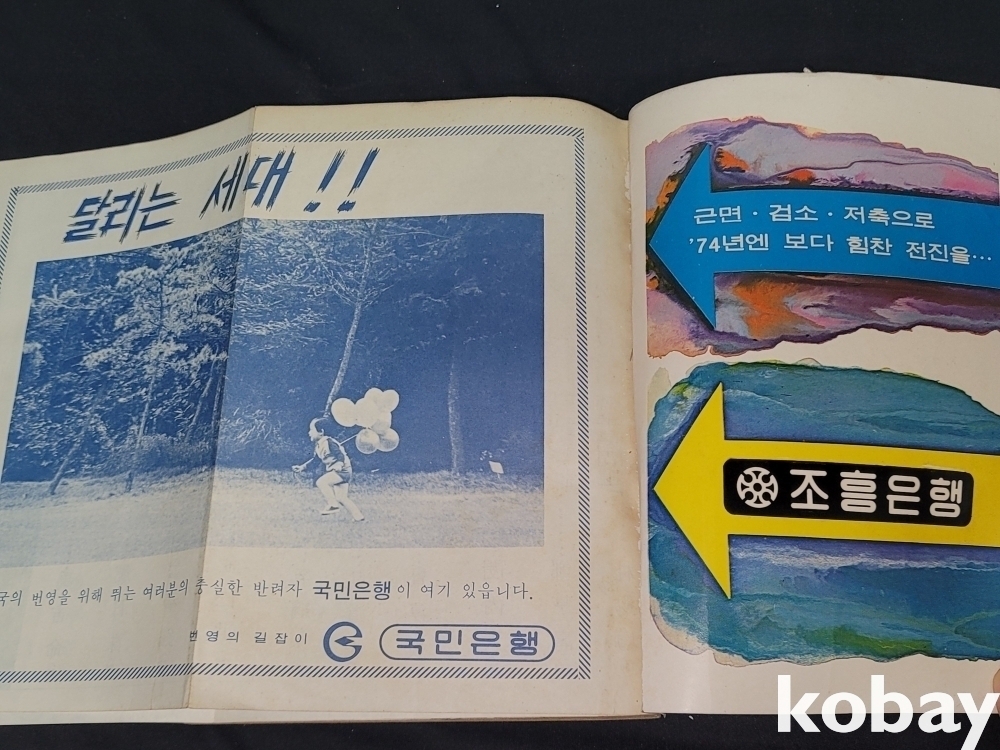 달리는 세대!!
국의 번영을 위해 뛰는 여러분의 충실한 반려자 국민은행이 여기 있읍니다.
번영의 길잡이 국민은행
근면·검소·저축으로
'74년엔 보다 힘찬 전진을…
조흥은행
kobay